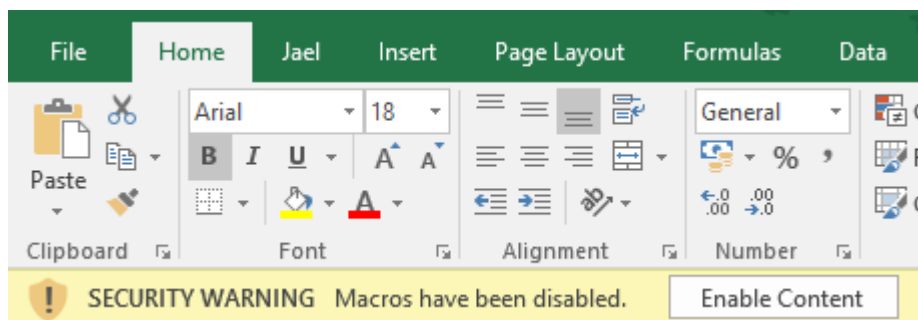 File Home Jael Insert Page Layout Formulas Data
Arial 18 General
B I U A A %
Paste
A
Clipboard Font Alignment Number
! SECURITY WARNING Macros have been disabled. Enable Content